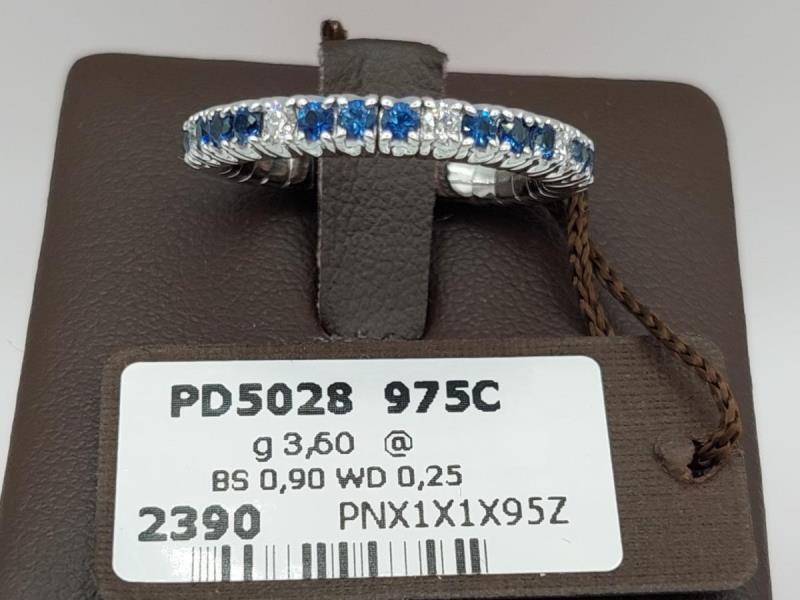 PD5028 975C
g 3,60 @
BS 0,90 WD 0,25
2390 PNX1X1X95Z